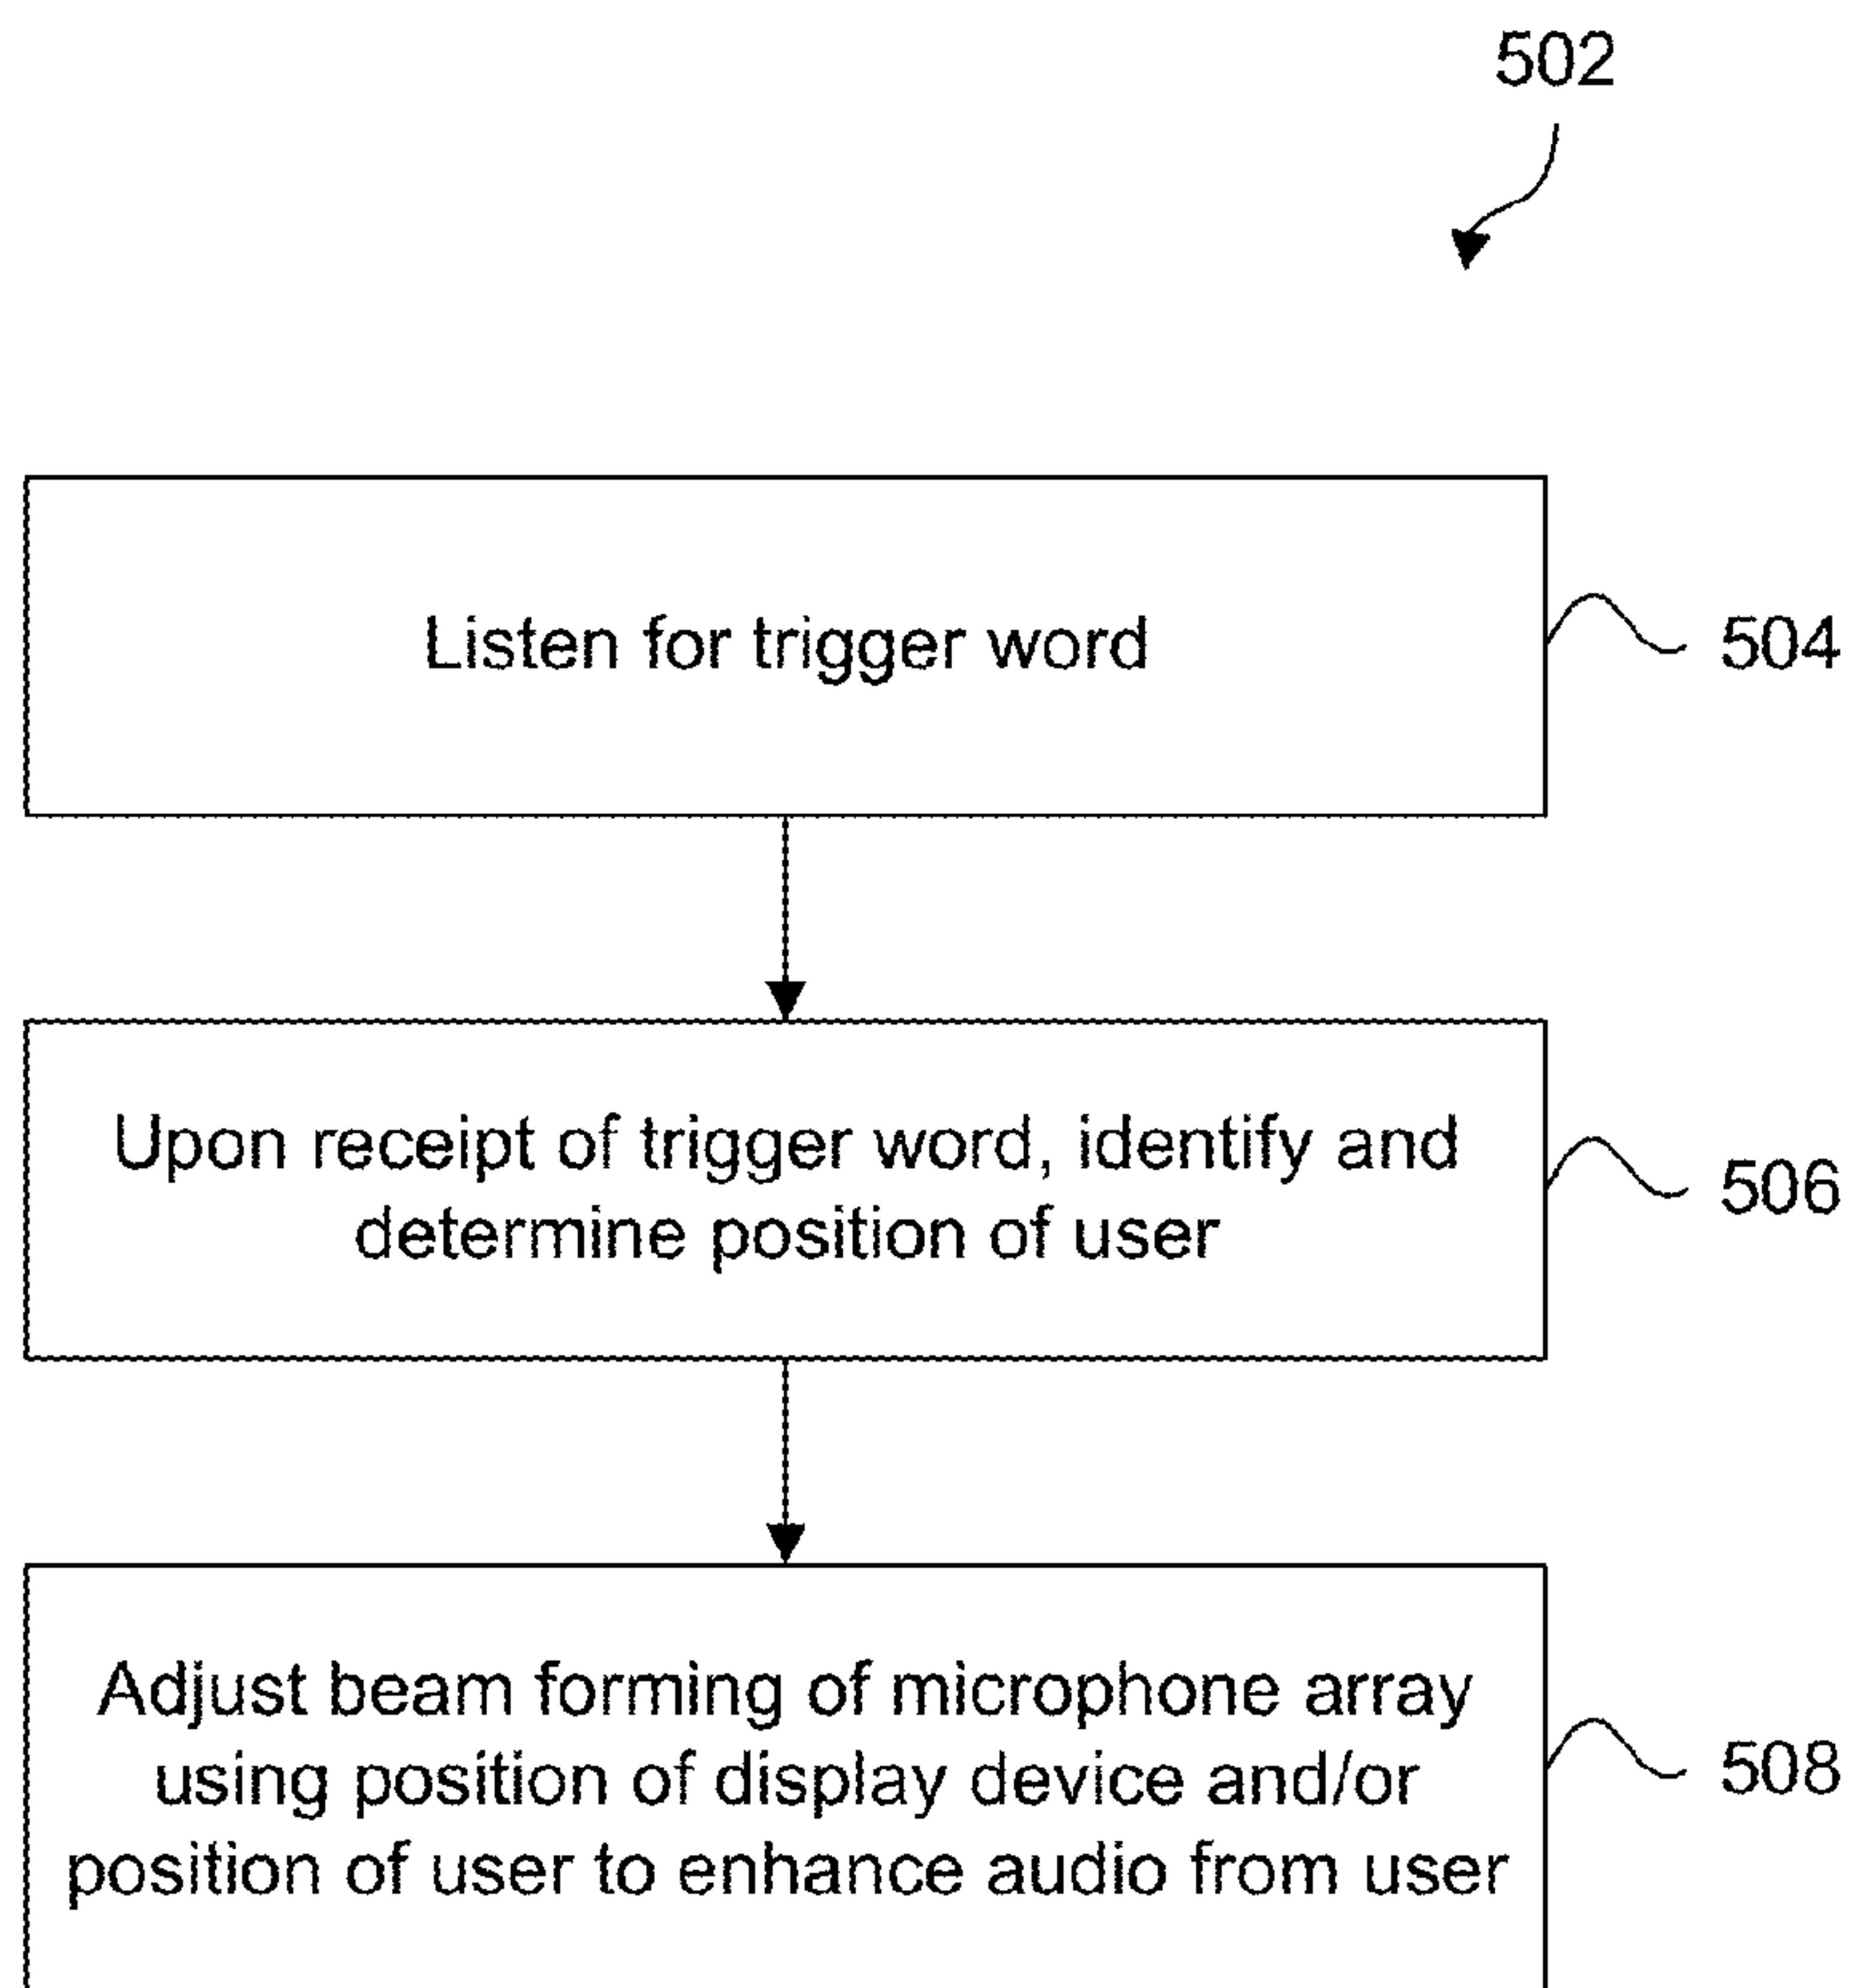 502
Listen for trigger word
504
Upon receipt of trigger word, identify and
determine position of user
506
Adjust beam forming of microphone array
using position of display device and/or
position of user to enhance audio from user
508